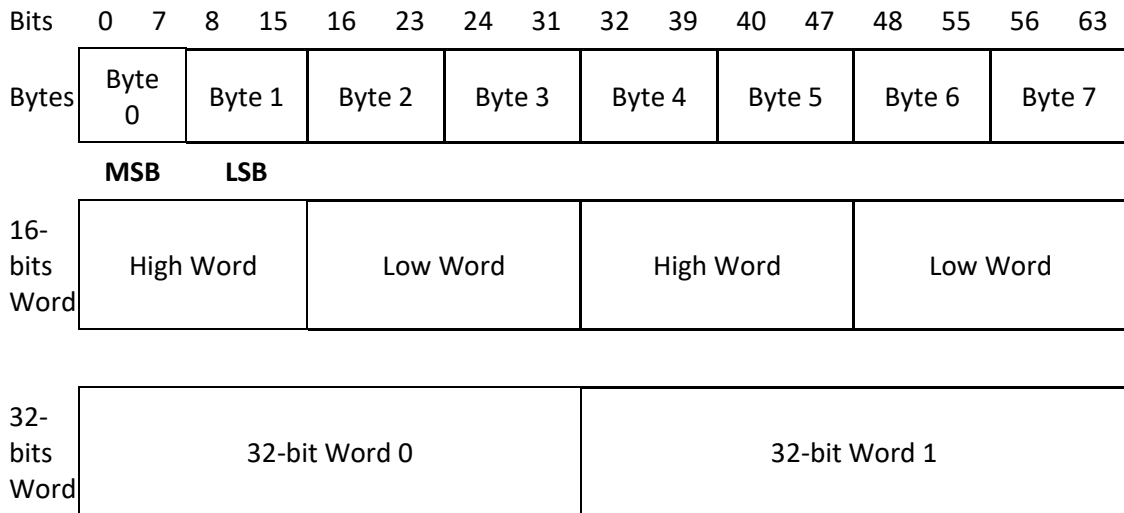 Bits 0 7 8 15 16 23 24 31 32 39 40 47 48 55 56 63
Bytes Byte 0 Byte 1 Byte 2 Byte 3 Byte 4 Byte 5 Byte 6 Byte 7
MSB LSB
16-
bits
Word
High Word Low Word High Word Low Word
32-
bits
Word
32-bit Word 0 32-bit Word 1